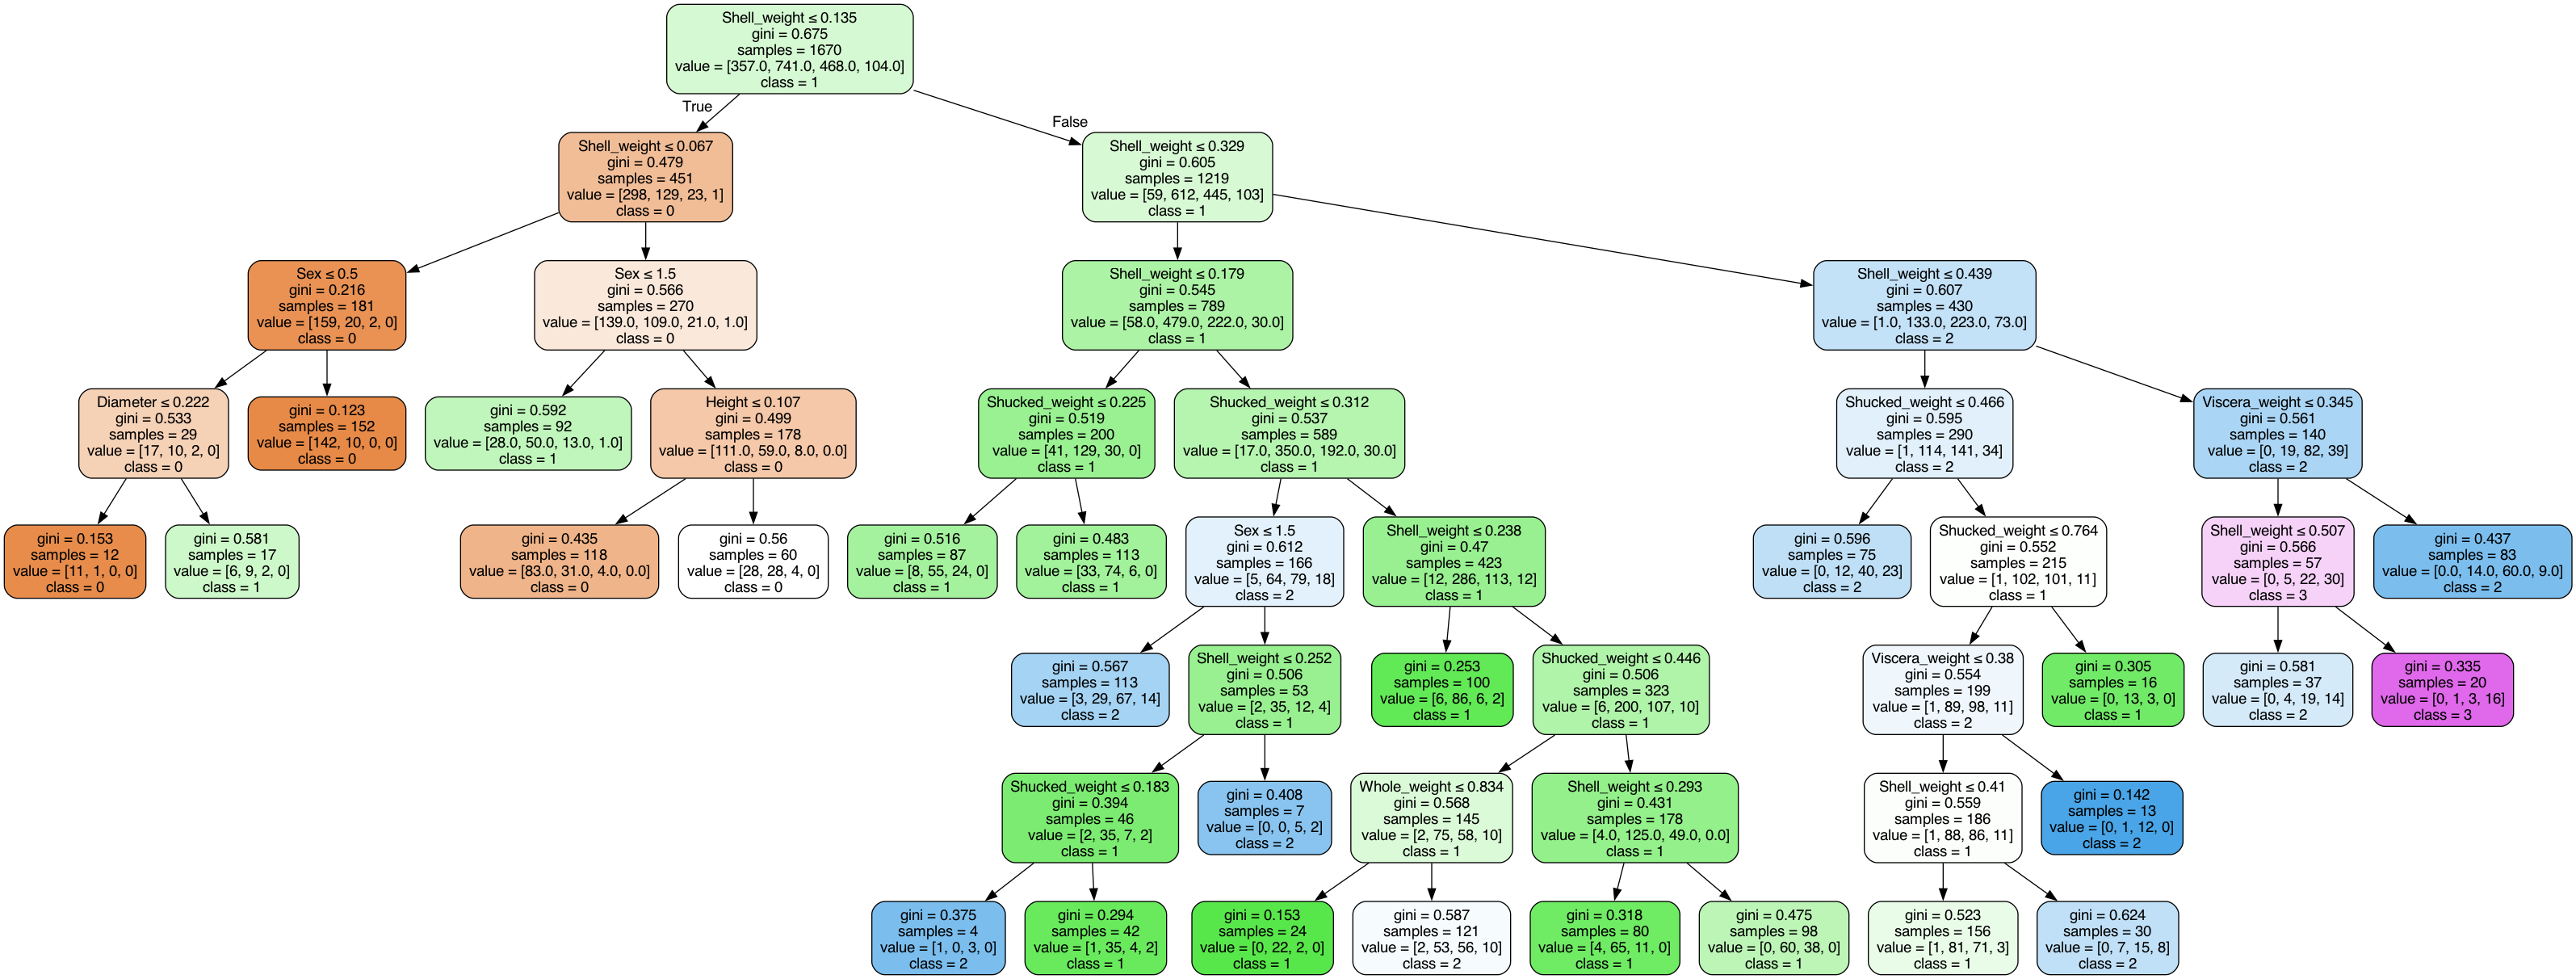 Shell_weight ≤ 0.135
gini = 0.675
samples = 1670
value = [357.0, 741.0, 468.0, 104.0]
class = 1
True
False
Shell_weight ≤ 0.067
gini = 0.479
samples = 451
value = [298, 129, 23, 1]
class = 0
Shell_weight ≤ 0.329
gini = 0.605
samples = 1219
value = [59, 612, 445, 103]
class = 1
Sex ≤ 0.5
gini = 0.216
samples = 181
value = [159, 20, 2, 0]
class = 0
Sex ≤ 1.5
gini = 0.566
samples = 270
value = [139.0, 109.0, 21.0, 1.0]
class = 0
Shell_weight ≤ 0.179
gini = 0.545
samples = 789
value = [58.0, 479.0, 222.0, 30.0]
class = 1
Shell_weight ≤ 0.439
gini = 0.607
samples = 430
value = [1.0, 133.0, 223.0, 73.0]
class = 2
Diameter ≤ 0.222
gini = 0.533
samples = 29
value = [17, 10, 2, 0]
class = 0
gini = 0.123
samples = 152
value = [142, 10, 0, 0]
class = 0
gini = 0.592
samples = 92
value = [28.0, 50.0, 13.0, 1.0]
class = 1
Height ≤ 0.107
gini = 0.499
samples = 178
value = [111.0, 59.0, 8.0, 0.0]
class = 0
Shucked_weight ≤ 0.225
gini = 0.519
samples = 200
value = [41, 129, 30, 0]
class = 1
Shucked_weight ≤ 0.312
gini = 0.537
samples = 589
value = [17.0, 350.0, 192.0, 30.0]
class = 1
Shucked_weight ≤ 0.466
gini = 0.595
samples = 290
value = [1, 114, 141, 34]
class = 2
Viscera_weight ≤ 0.345
gini = 0.561
samples = 140
value = [0, 19, 82, 39]
class = 2
gini = 0.153
samples = 12
value = [11, 1, 0, 0]
class = 0
gini = 0.581
samples = 17
value = [6, 9, 2, 0]
class = 1
gini = 0.435
samples = 118
value = [83.0, 31.0, 4.0, 0.0]
class = 0
gini = 0.56
samples = 60
value = [28, 28, 4, 0]
class = 0
gini = 0.516
samples = 87
value = [8, 55, 24, 0]
class = 1
gini = 0.483
samples = 113
value = [33, 74, 6, 0]
class = 1
Sex ≤ 1.5
gini = 0.612
samples = 166
value = [5, 64, 79, 18]
class = 2
Shell_weight ≤ 0.238
gini = 0.47
samples = 423
value = [12, 286, 113, 12]
class = 1
gini = 0.596
samples = 75
value = [0, 12, 40, 23]
class = 2
Shucked_weight ≤ 0.764
gini = 0.552
samples = 215
value = [1, 102, 101, 11]
class = 1
Shell_weight ≤ 0.507
gini = 0.566
samples = 57
value = [0, 5, 22, 30]
class = 3
gini = 0.437
samples = 83
value = [0.0, 14.0, 60.0, 9.0]
class = 2
gini = 0.567
samples = 113
value = [3, 29, 67, 14]
class = 2
Shell_weight ≤ 0.252
gini = 0.506
samples = 53
value = [2, 35, 12, 4]
class = 1
gini = 0.253
samples = 100
value = [6, 86, 6, 2]
class = 1
Shucked_weight ≤ 0.446
gini = 0.506
samples = 323
value = [6, 200, 107, 10]
class = 1
Viscera_weight ≤ 0.38
gini = 0.554
samples = 199
value = [1, 89, 98, 11]
class = 2
gini = 0.305
samples = 16
value = [0, 13, 3, 0]
class = 1
gini = 0.581
samples = 37
value = [0, 4, 19, 14]
class = 2
gini = 0.335
samples = 20
value = [0, 1, 3, 16]
class = 3
Shucked_weight ≤ 0.183
gini = 0.394
samples = 46
value = [2, 35, 7, 2]
class = 1
gini = 0.408
samples = 7
value = [0, 0, 5, 2]
class = 2
Whole_weight ≤ 0.834
gini = 0.568
samples = 145
value = [2, 75, 58, 10]
class = 1
Shell_weight ≤ 0.293
gini = 0.431
samples = 178
value = [4.0, 125.0, 49.0, 0.0]
class = 1
Shell_weight ≤ 0.41
gini = 0.559
samples = 186
value = [1, 88, 86, 11]
class = 1
gini = 0.142
samples = 13
value = [0, 1, 12, 0]
class = 2
gini = 0.375
samples = 4
value = [1, 0, 3, 0]
class = 2
gini = 0.294
samples = 42
value = [1, 35, 4, 2]
class = 1
gini = 0.153
samples = 24
value = [0, 22, 2, 0]
class = 1
gini = 0.587
samples = 121
value = [2, 53, 56, 10]
class = 2
gini = 0.318
samples = 80
value = [4, 65, 11, 0]
class = 1
gini = 0.475
samples = 98
value = [0, 60, 38, 0]
class = 1
gini = 0.523
samples = 156
value = [1, 81, 71, 3]
class = 1
gini = 0.624
samples = 30
value = [0, 7, 15, 8]
class = 2